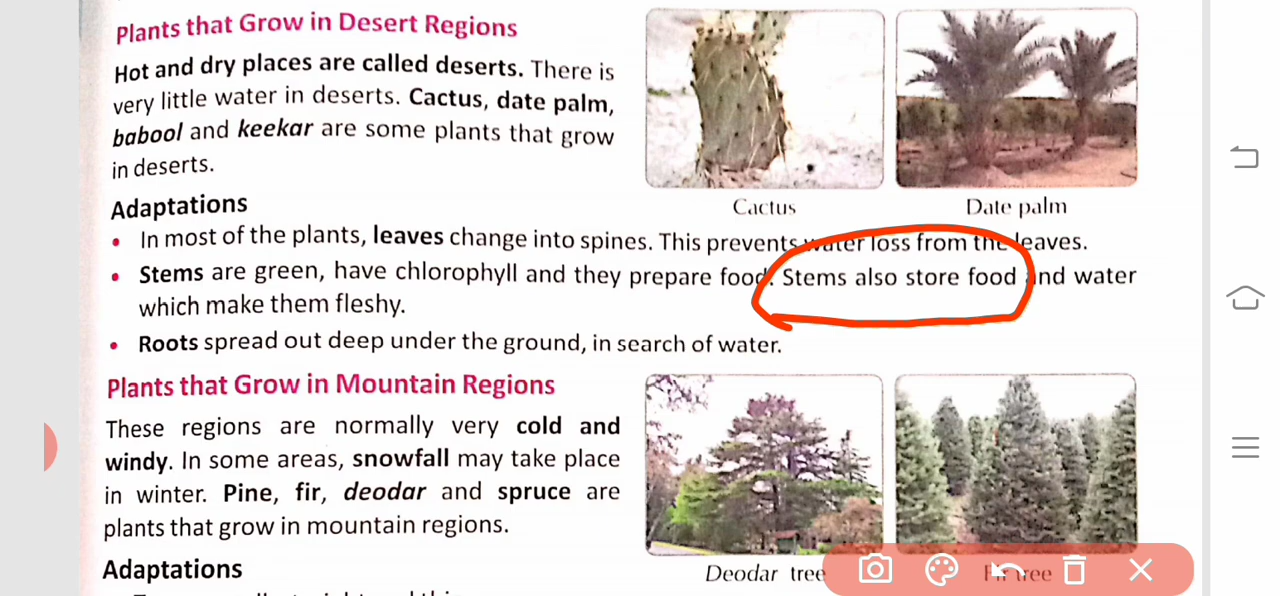 Plants that Grow in Desert Regions
Hot and dry places are called deserts. There is
very little water in deserts. Cactus, date palm,
babool and keekar are some plants that grow
in deserts.
Cactus
Date palm
Adaptations
• In most of the plants, leaves change into spines. This prevents water loss from the leaves.
• Stems are green, have chlorophyll and they prepare food. Stems also store food and water
which make them fleshy.
• Roots spread out deep under the ground, in search of water.
Plants that Grow in Mountain Regions
These regions are normally very cold and
windy. In some areas, snowfall may take place
in winter. Pine, fir, deodar and spruce are
plants that grow in mountain regions.
Deodar tree
Fir tree
Adaptations